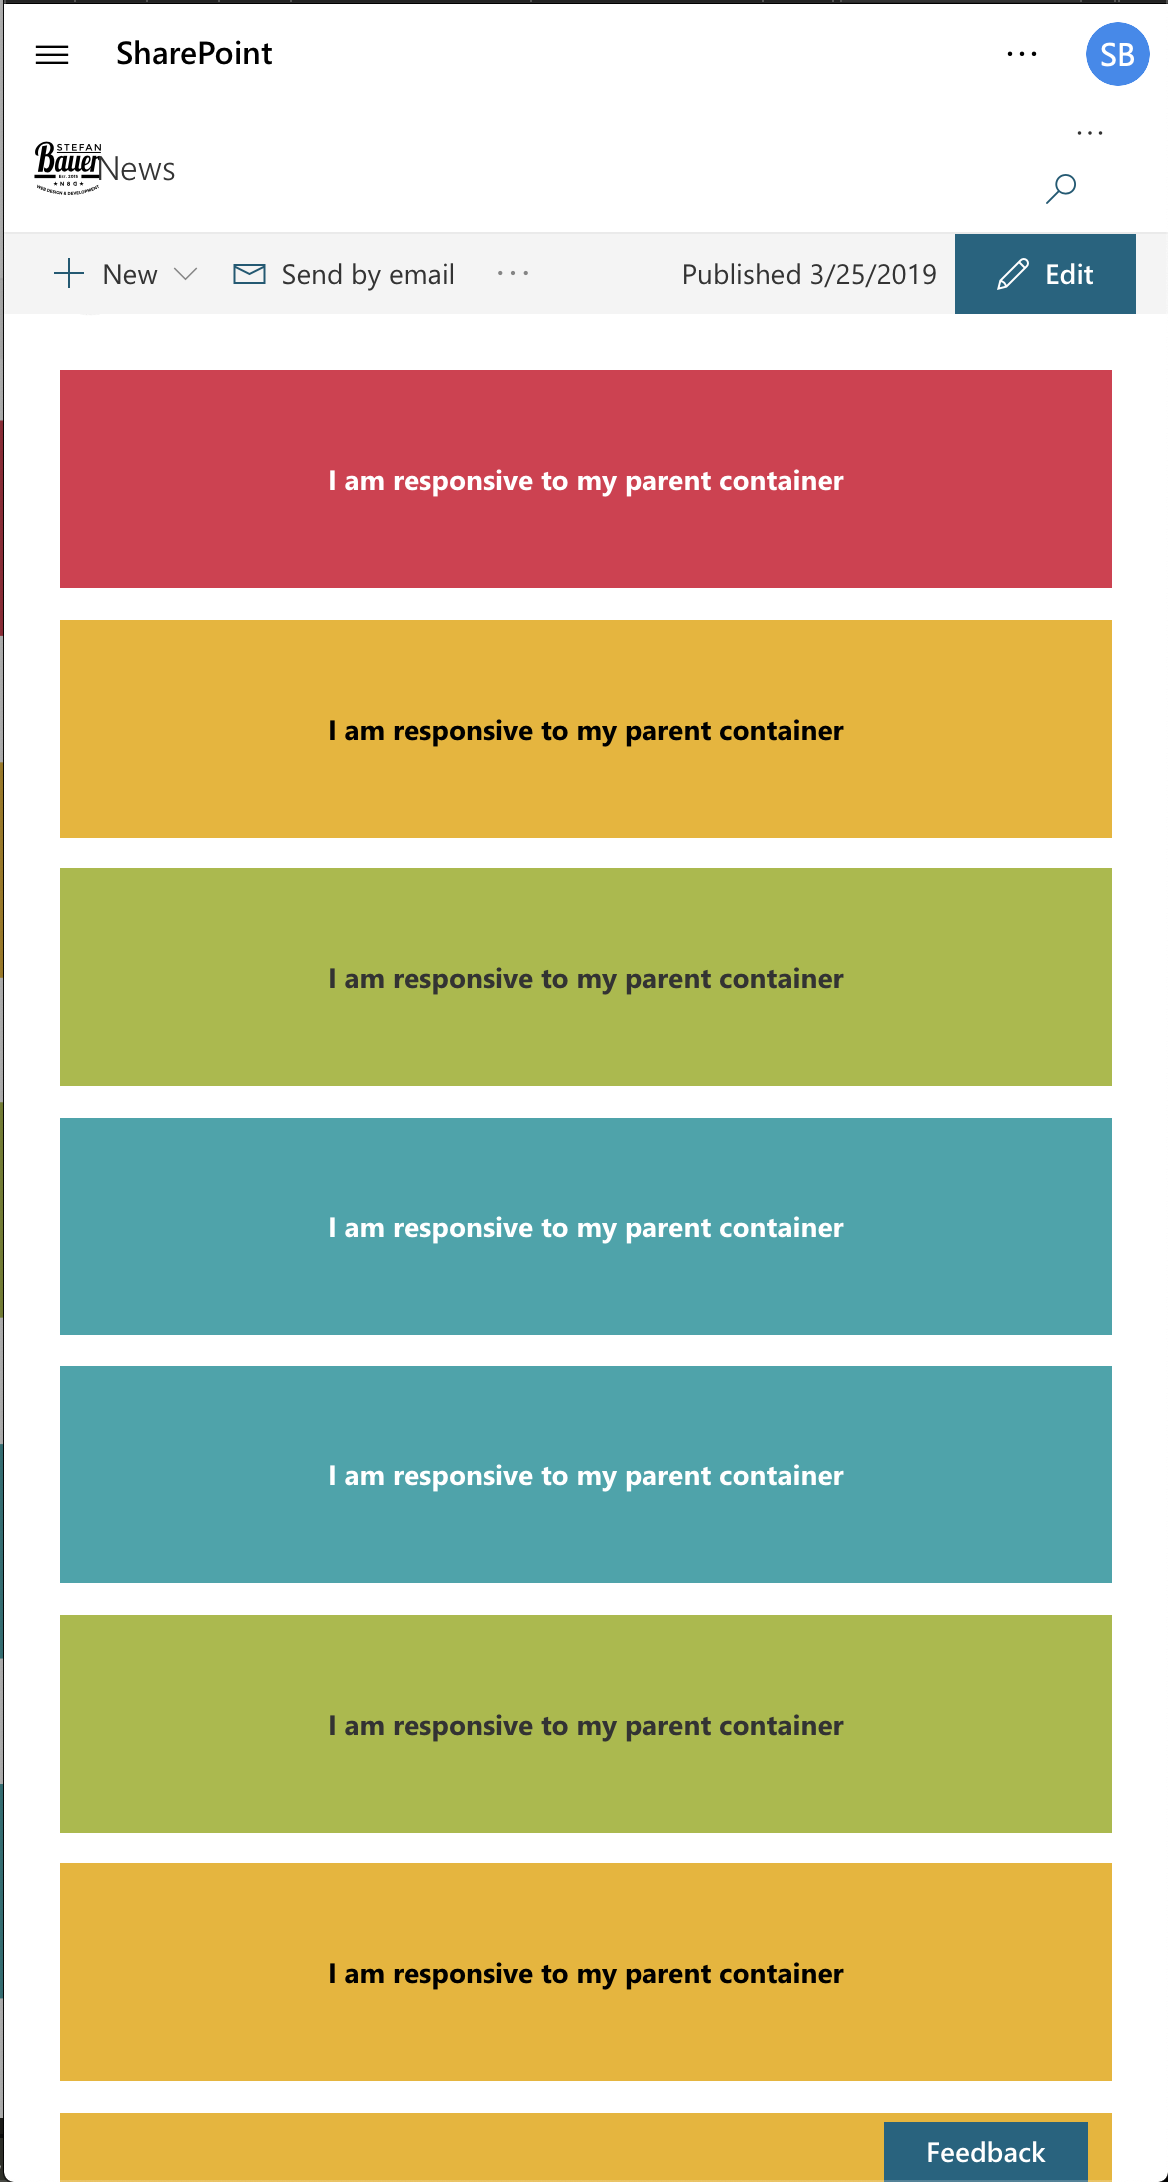 SharePoint
...
SB
STEFAN
Bauer
Est. 2015
N8G
WEB DESIGN & DEVELOPMENT
News
...
New
Send by email
...
Published 3/25/2019
Edit
I am responsive to my parent container
I am responsive to my parent container
I am responsive to my parent container
I am responsive to my parent container
I am responsive to my parent container
I am responsive to my parent container
I am responsive to my parent container
Feedback